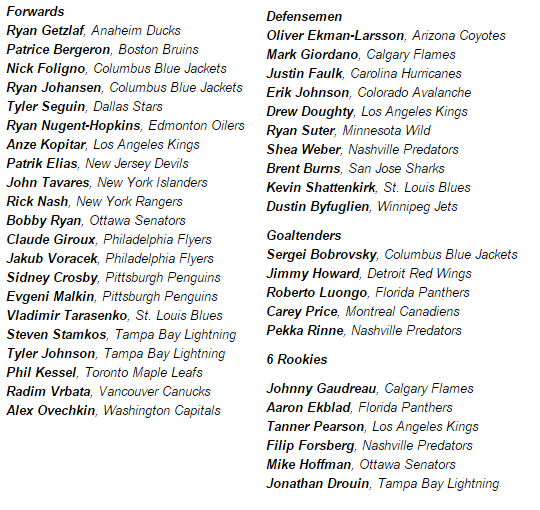 Forwards
Ryan Getzlaf, Anaheim Ducks
Patrice Bergeron, Boston Bruins
Nick Foligno, Columbus Blue Jackets
Ryan Johansen, Columbus Blue Jackets
Tyler Seguin, Dallas Stars
Ryan Nugent-Hopkins, Edmonton Oilers
Anze Kopitar, Los Angeles Kings
Patrik Elias, New Jersey Devils
John Tavares, New York Islanders
Rick Nash, New York Rangers
Bobby Ryan, Ottawa Senators
Claude Giroux, Philadelphia Flyers
Jakub Voracek, Philadelphia Flyers
Sidney Crosby, Pittsburgh Penguins
Evgeni Malkin, Pittsburgh Penguins
Vladimir Tarasenko, St. Louis Blues
Steven Stamkos, Tampa Bay Lightning
Tyler Johnson, Tampa Bay Lightning
Phil Kessel, Toronto Maple Leafs
Radim Vrbata, Vancouver Canucks
Alex Ovechkin, Washington Capitals
Defensemen
Oliver Ekman-Larsson, Arizona Coyotes
Mark Giordano, Calgary Flames
Justin Faulk, Carolina Hurricanes
Erik Johnson, Colorado Avalanche
Drew Doughty, Los Angeles Kings
Ryan Suter, Minnesota Wild
Shea Weber, Nashville Predators
Brent Burns, San Jose Sharks
Kevin Shattenkirk, St. Louis Blues
Dustin Byfuglien, Winnipeg Jets
Goaltenders
Sergei Bobrovsky, Columbus Blue Jackets
Jimmy Howard, Detroit Red Wings
Roberto Luongo, Florida Panthers
Carey Price, Montreal Canadiens
Pekka Rinne, Nashville Predators
6 Rookies
Johnny Gaudreau, Calgary Flames
Aaron Ekblad, Florida Panthers
Tanner Pearson, Los Angeles Kings
Filip Forsberg, Nashville Predators
Mike Hoffman, Ottawa Senators
Jonathan Drouin, Tampa Bay Lightning